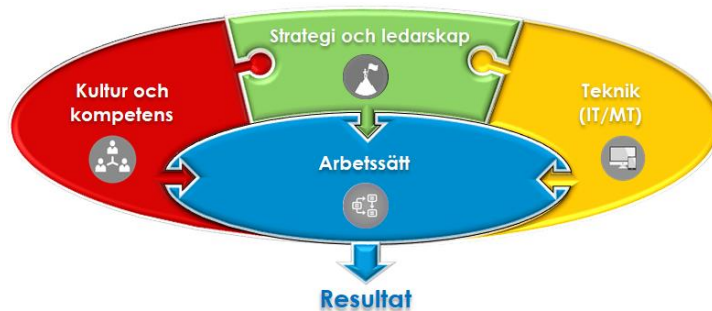 Strategi och ledarskap
Kultur och
kompetens
Teknik
(IT/MT)
Arbetssätt
Resultat